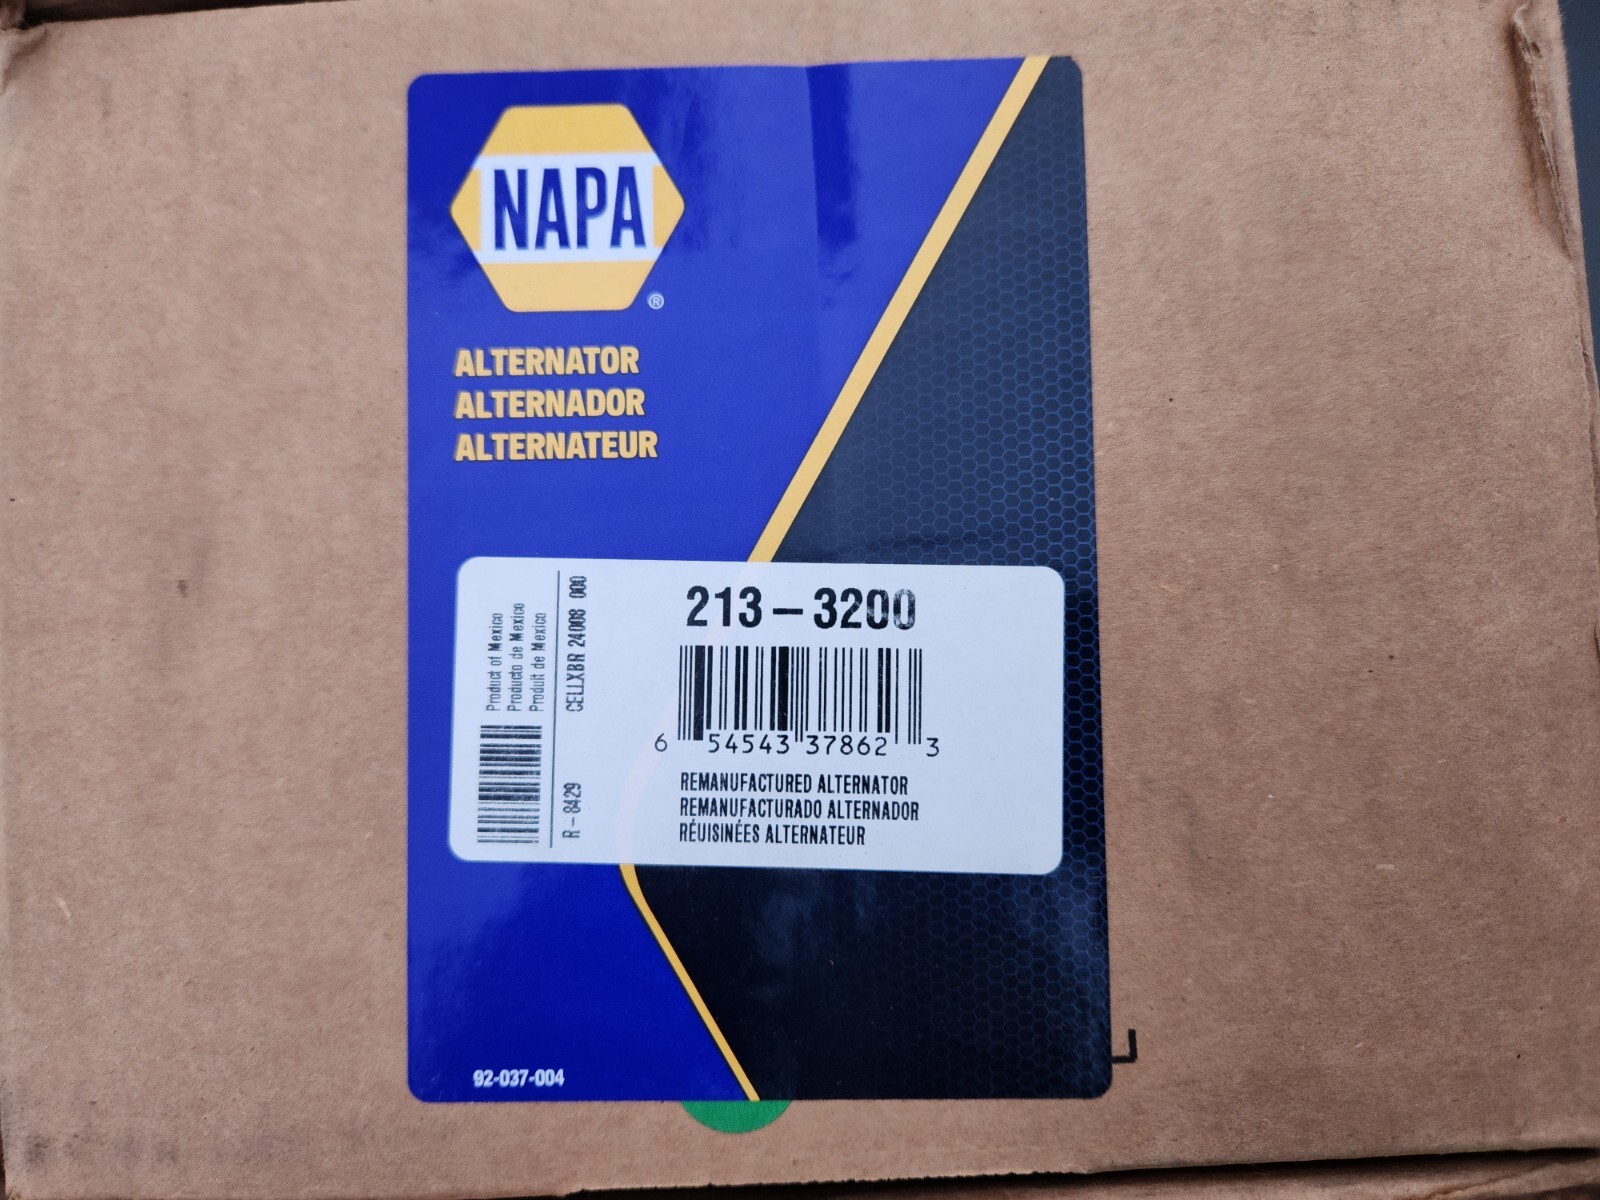 NAPA
®
ALTERNATOR
ALTERNADOR
ALTERNATEUR
213-3200
6 54543 37862 3
REMANUFACTURED ALTERNATOR
REMANUFACTURADO ALTERNADOR
RÉUISINÉES ALTERNATEUR
Product of Mexico
Producto de Mexico
Produit de Mexico
CELLXBR 24008 000
R-8429
92-037-004